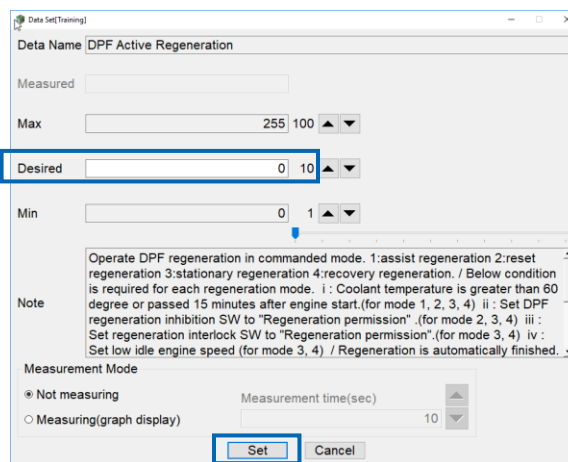 Data Set[Training]
Deta Name DPF Active Regeneration
Measured
Max 255 100
Desired 0 10
Min 0 1
Operate DPF regeneration in commanded mode. 1:assist regeneration 2:reset
regeneration 3:stationary regeneration 4:recovery regeneration. / Below condition
is required for each regeneration mode. i : Coolant temperature is greater than 60
degree or passed 15 minutes after engine start.(for mode 1, 2, 3, 4) ii : Set DPF
Note regeneration inhibition SW to "Regeneration permission" .(for mode 2, 3, 4) iii :
Set regeneration interlock SW to "Regeneration permission".(for mode 3, 4) iv :
Set low idle engine speed (for mode 3, 4) / Regeneration is automatically finished.
Measurement Mode
Not measuring Measurement time(sec)
Measuring(graph display) 10
Set Cancel